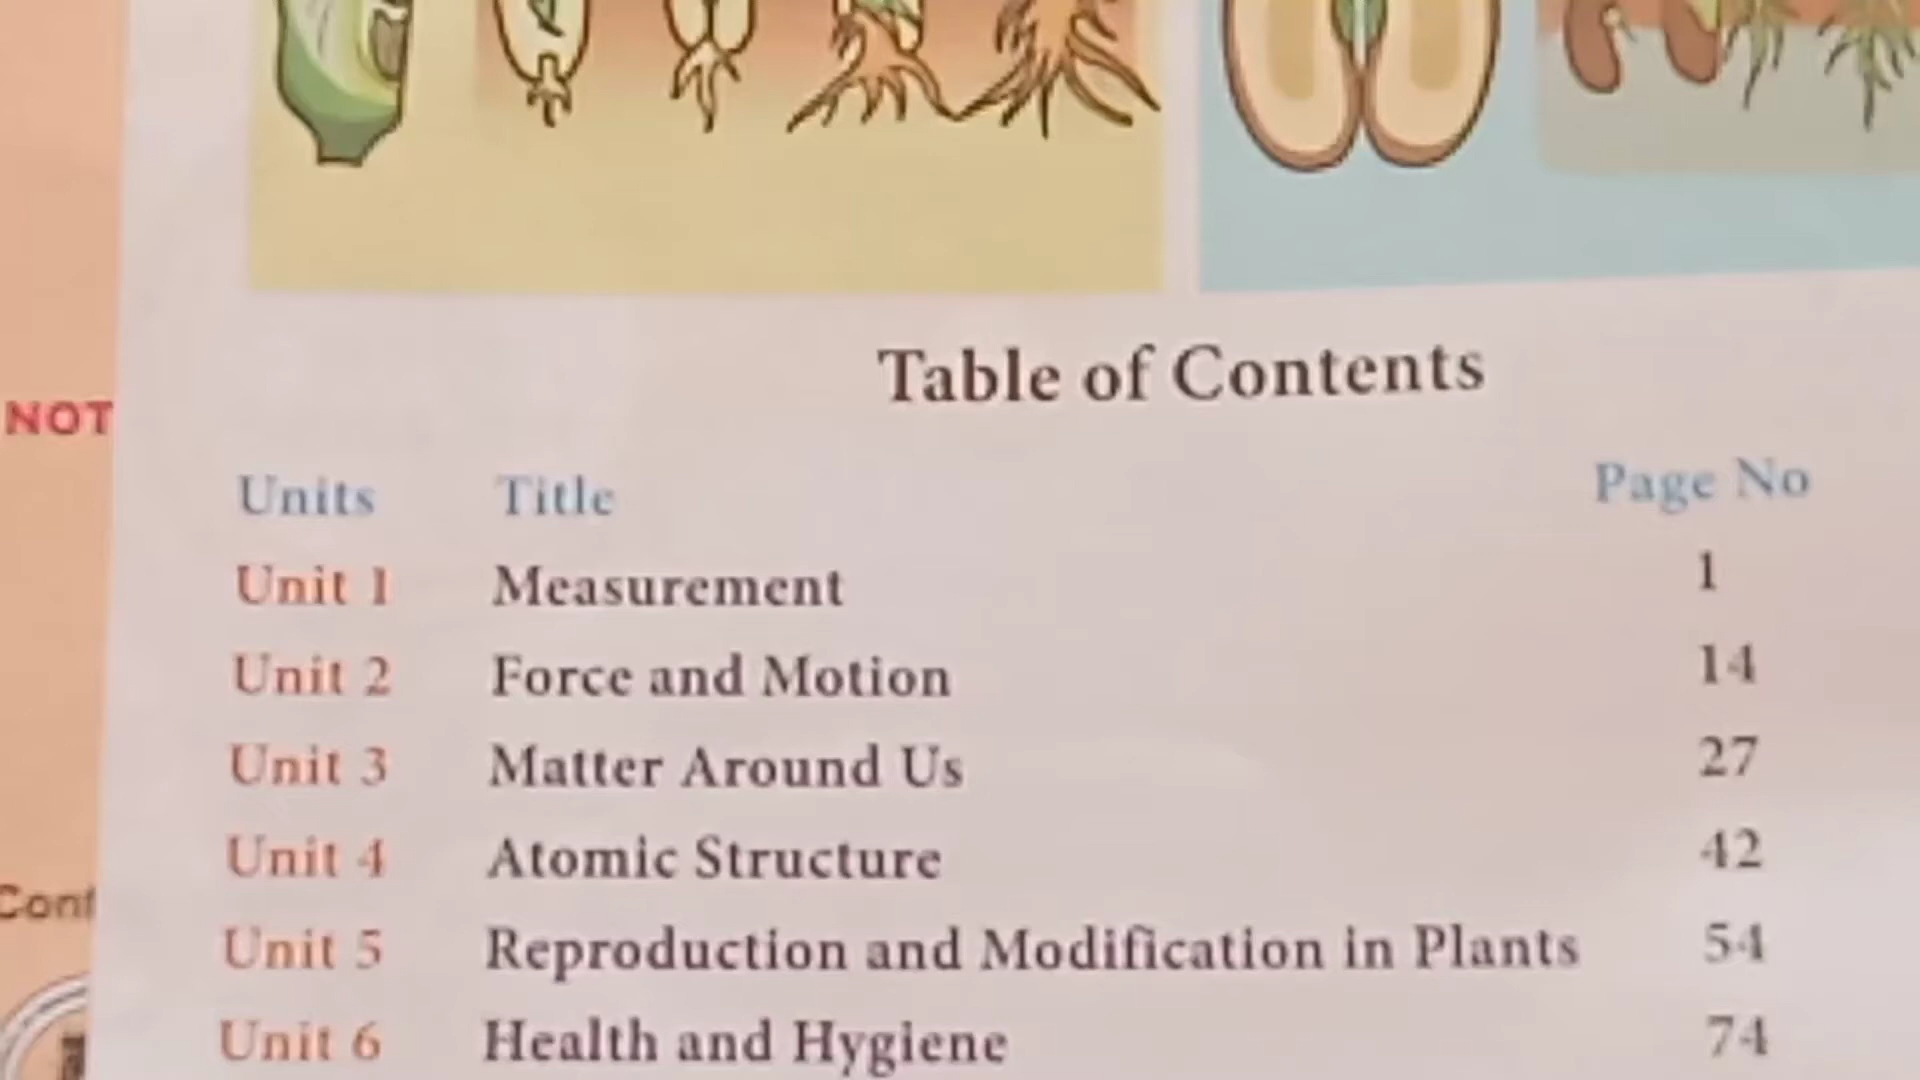 Table of Contents
NOT
Units Title Page No
Unit 1 Measurement 1
Unit 2 Force and Motion 14
Unit 3 Matter Around Us 27
Unit 4 Atomic Structure 42
Cont
Unit 5 Reproduction and Modification in Plants 54
Unit 6 Health and Hygiene 74